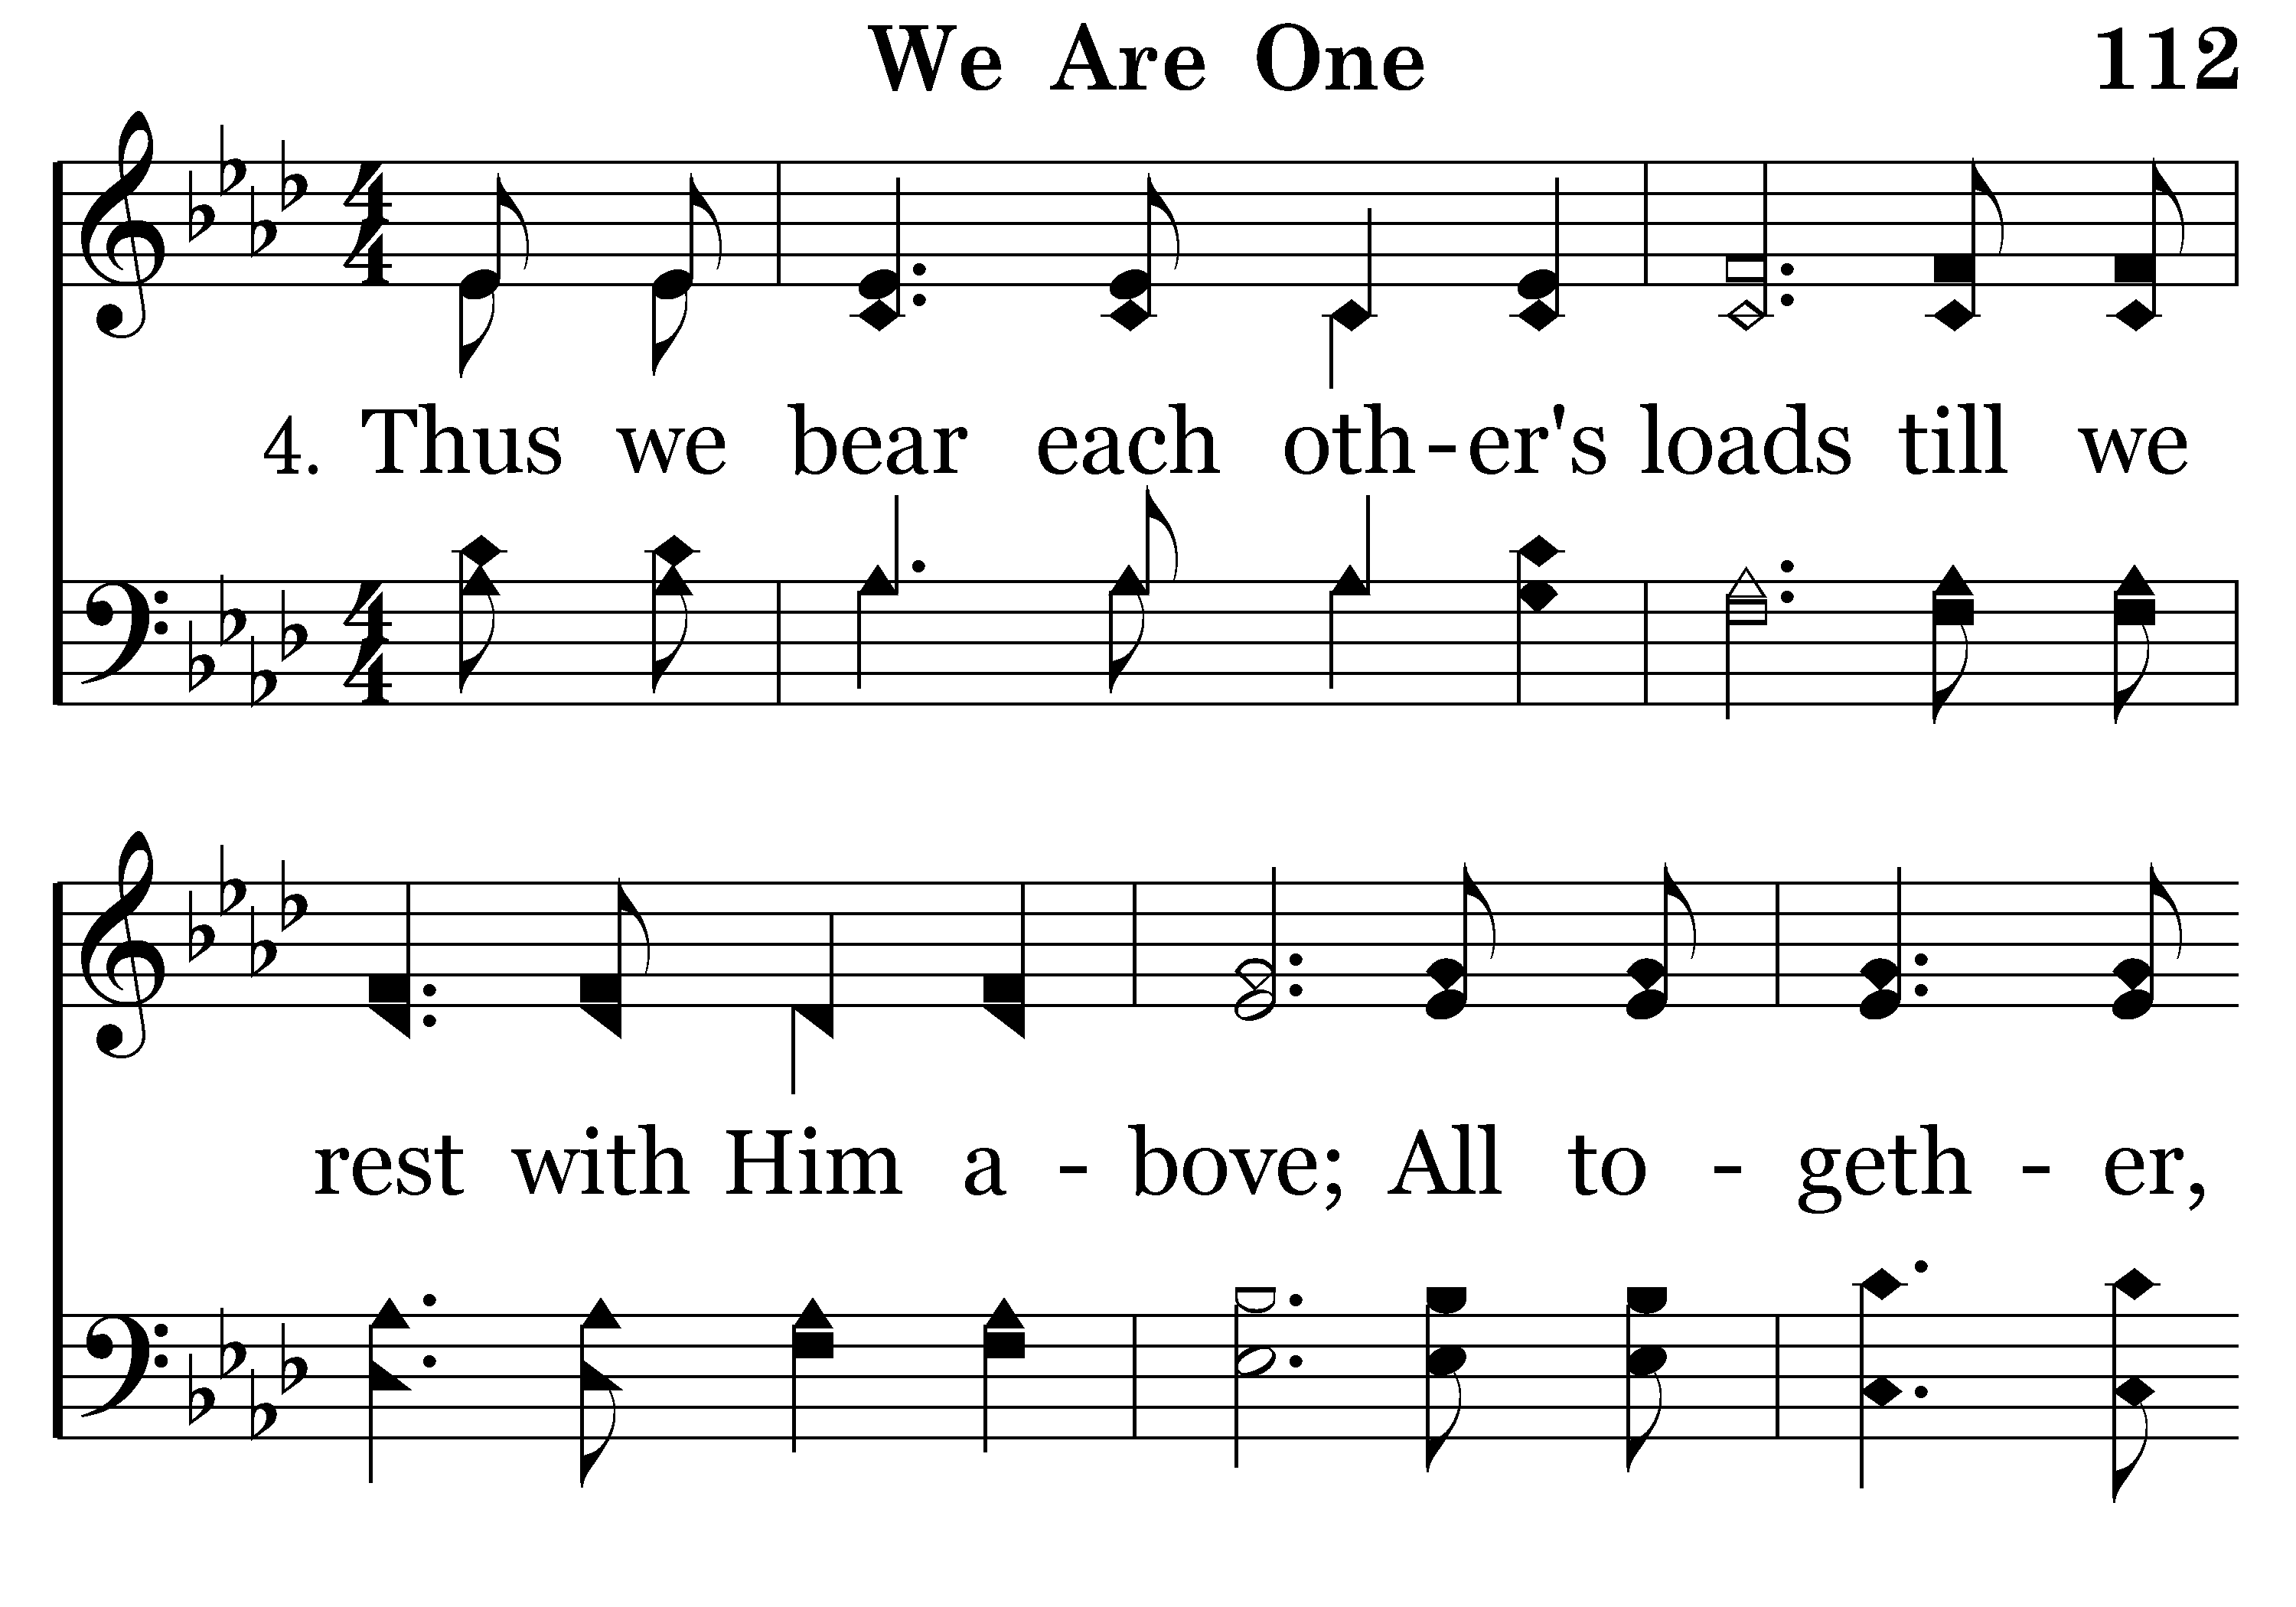 We Are One 112
4. Thus we bear each oth-er's loads till we
rest with Him a - bove; All to - geth - er,